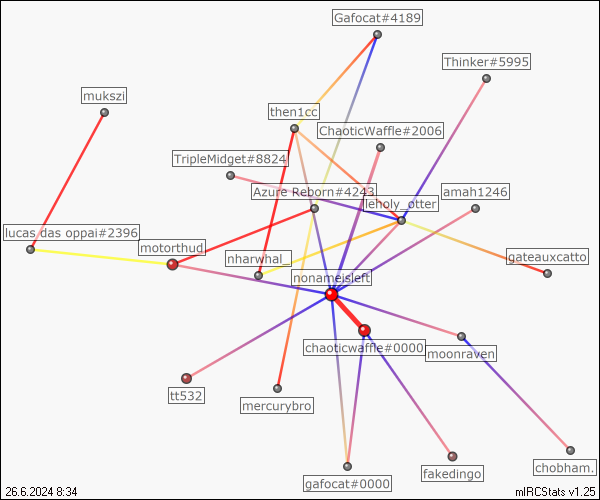 Gafocat#4189
Thinker#5995
mukszi
then1cc
ChaoticWaffle#2006
TripleMidget#8824
Azure Reborn#4243
amah1246
leholy_otter
lucas das oppai#2396
motorthud
nharwhal_
gateauxcatto
nonameisleft
chaoticwaffle#0000
moonraven
tt532
mercurybro
gafocat#0000
fakedingo
chobham.
26.6.2024 8:34
mIRCStats v1.25